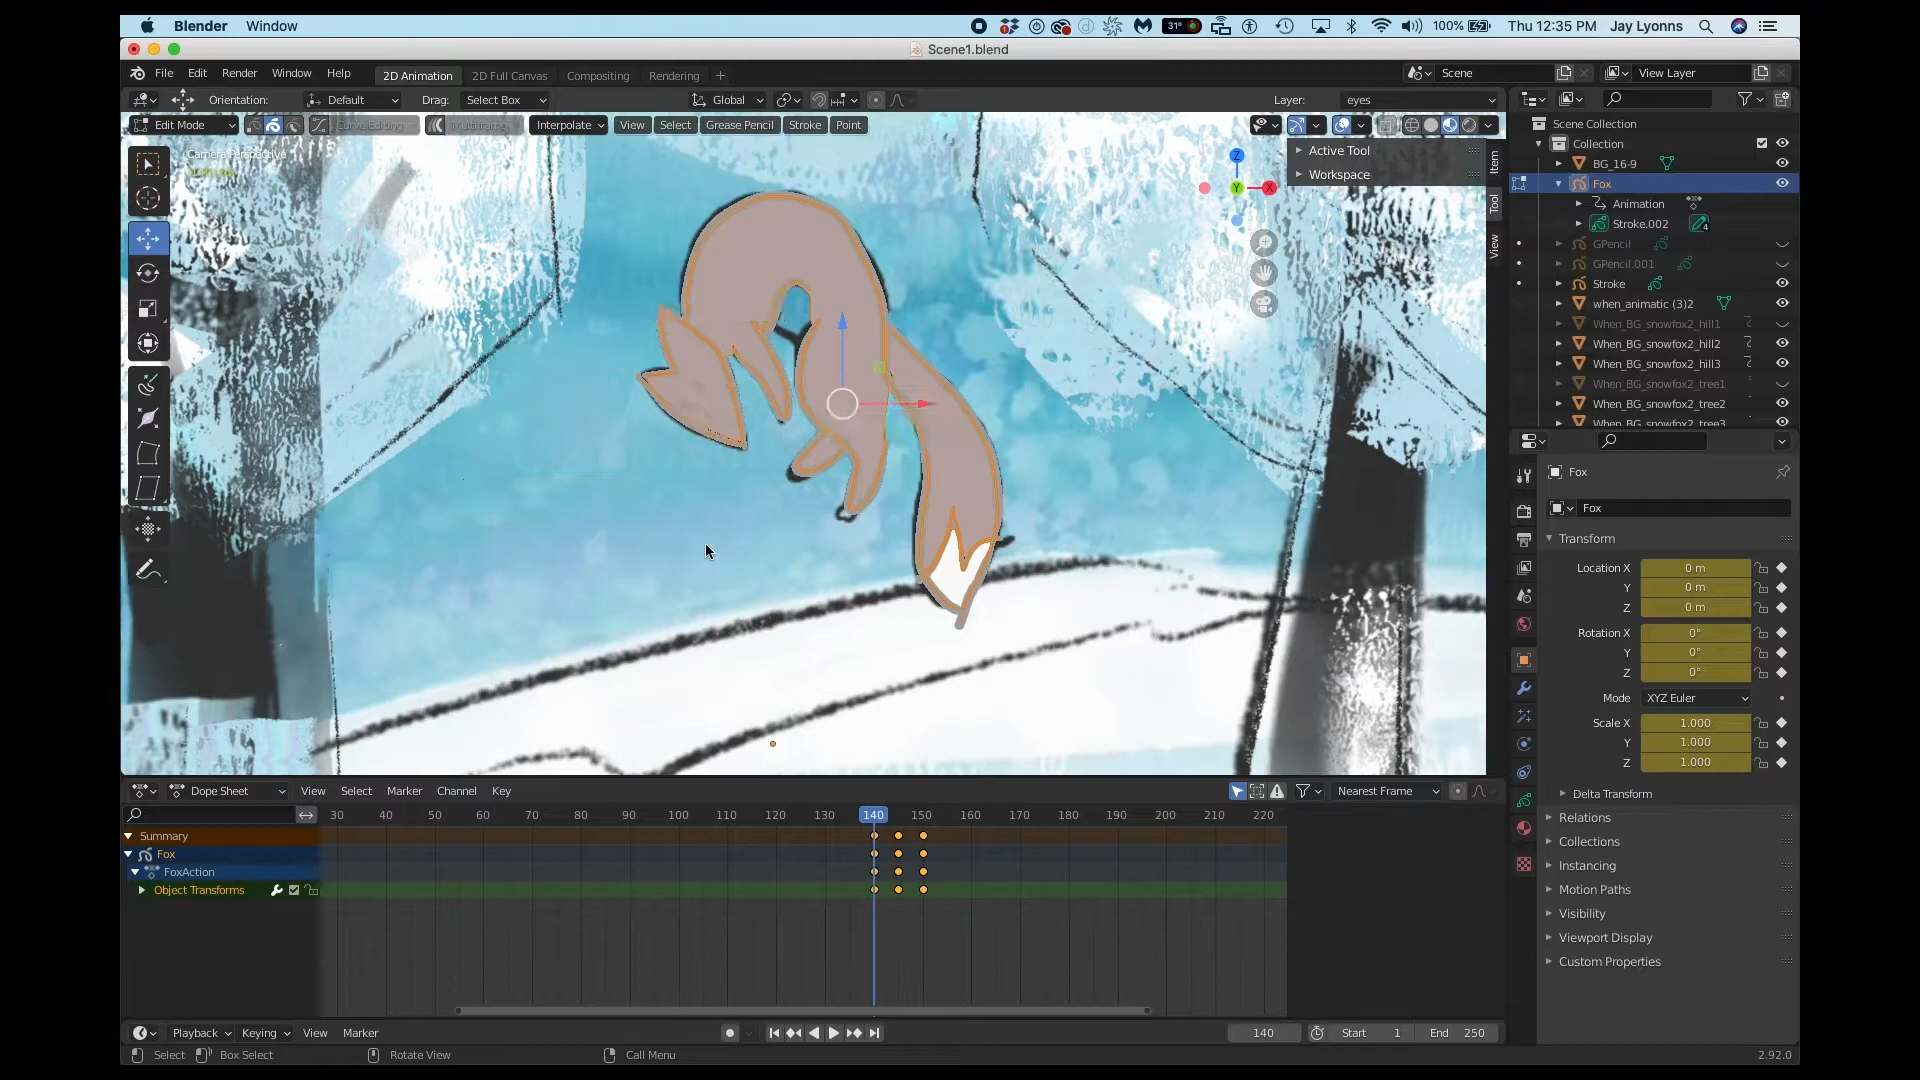 Blender Window 31° 100% Thu 12:35 PM Jay Lyonns
Scene1.blend
File Edit Render Window Help 2D Animation 2D Full Canvas Compositing Rendering + Scene View Layer
Orientation: Default Drag: Select Box Global Layer: eyes
Edit Mode Curve Editing Multiframe Interpolate View Select Grease Pencil Stroke Point
Camera Perspective
Active Tool
Workspace
Item
Tool
View
Z
Y
X
Scene Collection
Collection
BG_16-9
Fox
Animation
Stroke.002 4
GPencil
GPencil.001
Stroke
when_animatic (3)2
When_BG_snowfox2_hill1
When_BG_snowfox2_hill2
When_BG_snowfox2_hill3
When_BG_snowfox2_tree1
When_BG_snowfox2_tree2
When_BG_snowfox2_tree3
Fox
Fox
Transform
Location X 0 m
Y 0 m
Z 0 m
Rotation X 0°
Y 0°
Z 0°
Mode XYZ Euler
Scale X 1.000
Y 1.000
Z 1.000
Delta Transform
Relations
Collections
Instancing
Motion Paths
Visibility
Viewport Display
Custom Properties
Dope Sheet View Select Marker Channel Key Nearest Frame
30 40 50 60 70 80 90 100 110 120 130 140 150 160 170 180 190 200 210 220
Summary
Fox
FoxAction
Object Transforms
Playback Keying View Marker 140 Start 1 End 250
Select Box Select Rotate View Call Menu 2.92.0